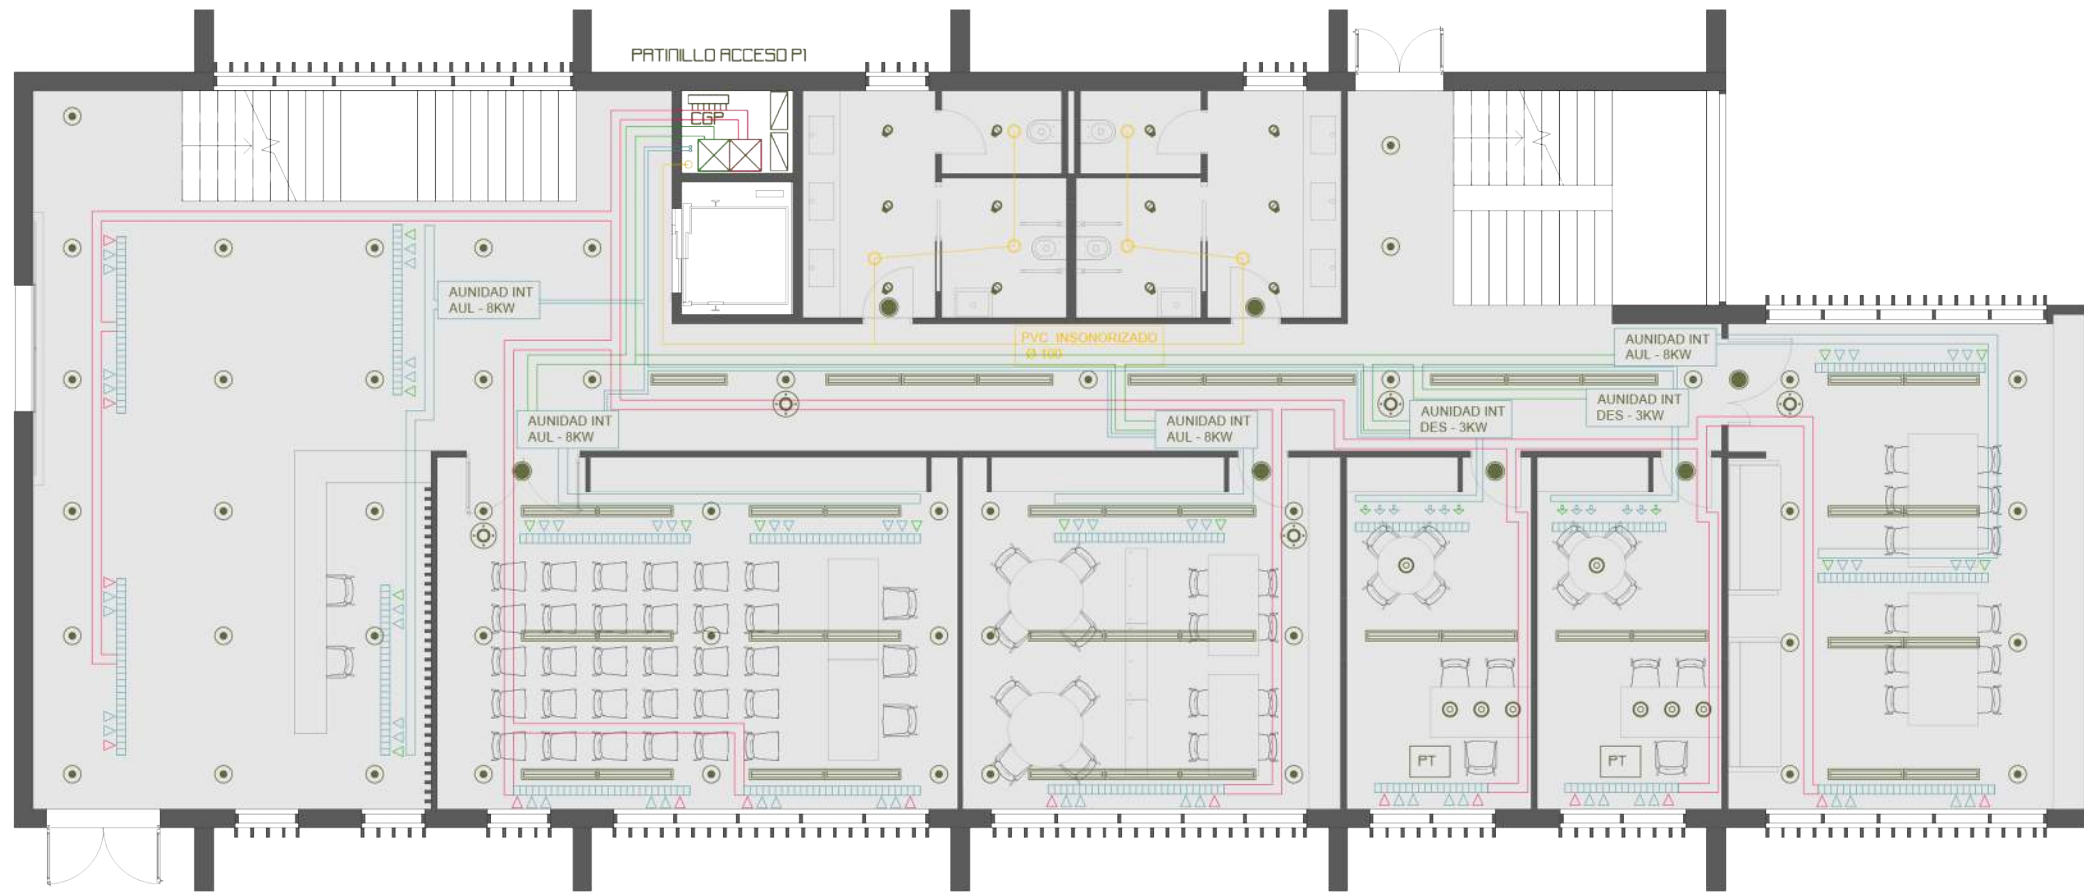 PATINILLO ACCESO P1
CGP
AUNIDAD INT
AUL - 8KW
PVC INSONORIZADO
Ø 100
AUNIDAD INT
AUL - 8KW
AUNIDAD INT
DES - 3KW
AUNIDAD INT
AUL - 8KW
AUNIDAD INT
AUL - 8KW
AUNIDAD INT
DES - 3KW
PT
PT